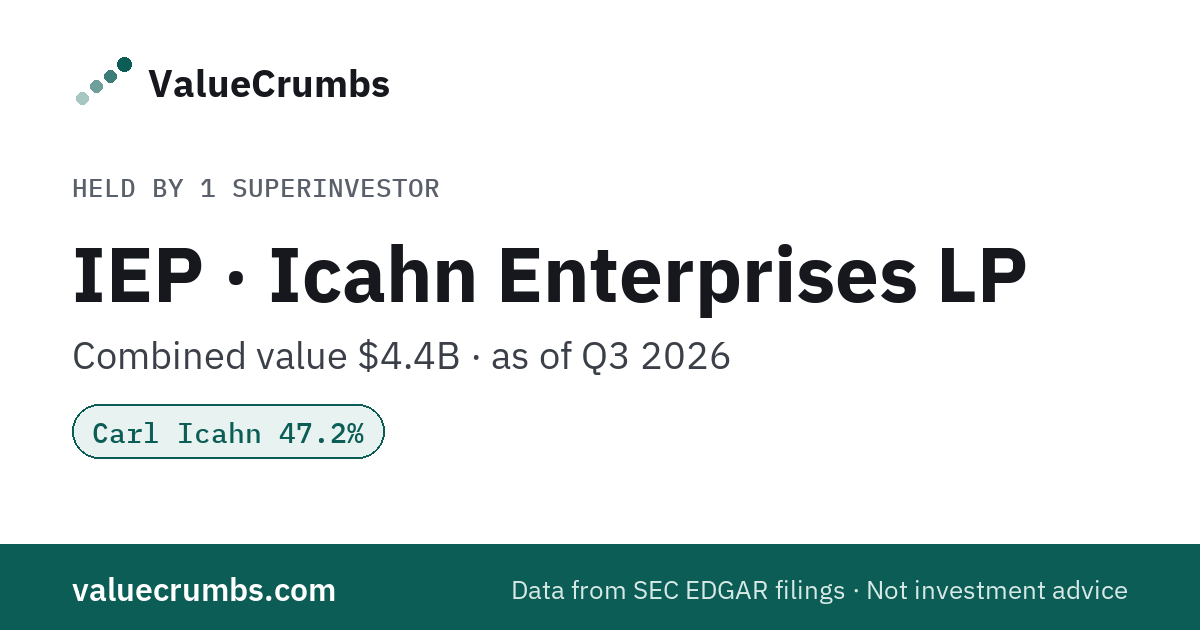 ValueCrumbs
HELD BY 1 SUPERINVESTOR
IEP · Icahn Enterprises LP
Combined value $4.4B · as of Q3 2026
Carl Icahn 47.2%
valuecrumbs.com
Data from SEC EDGAR filings · Not investment advice